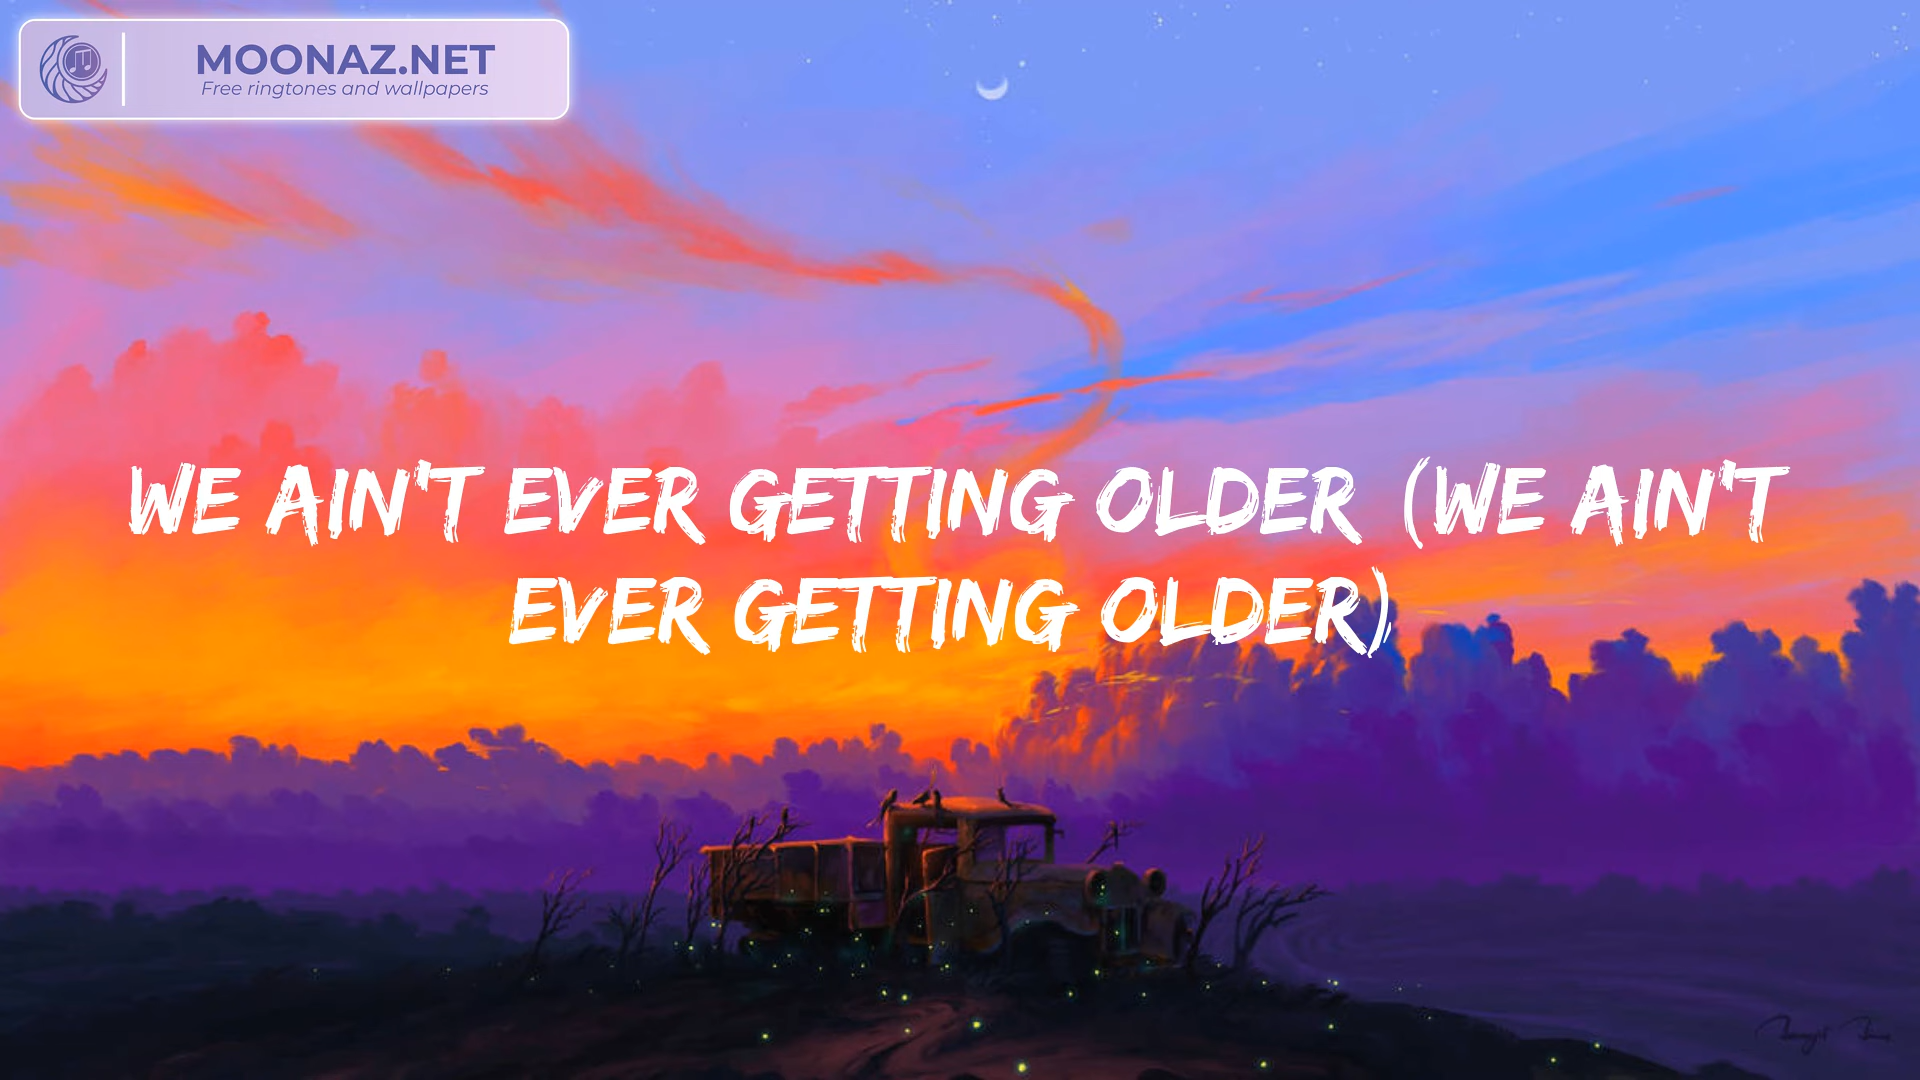 MOONAZ.NET
Free ringtones and wallpapers
WE AIN'T EVER GETTING OLDER (WE AIN'T
EVER GETTING OLDER)